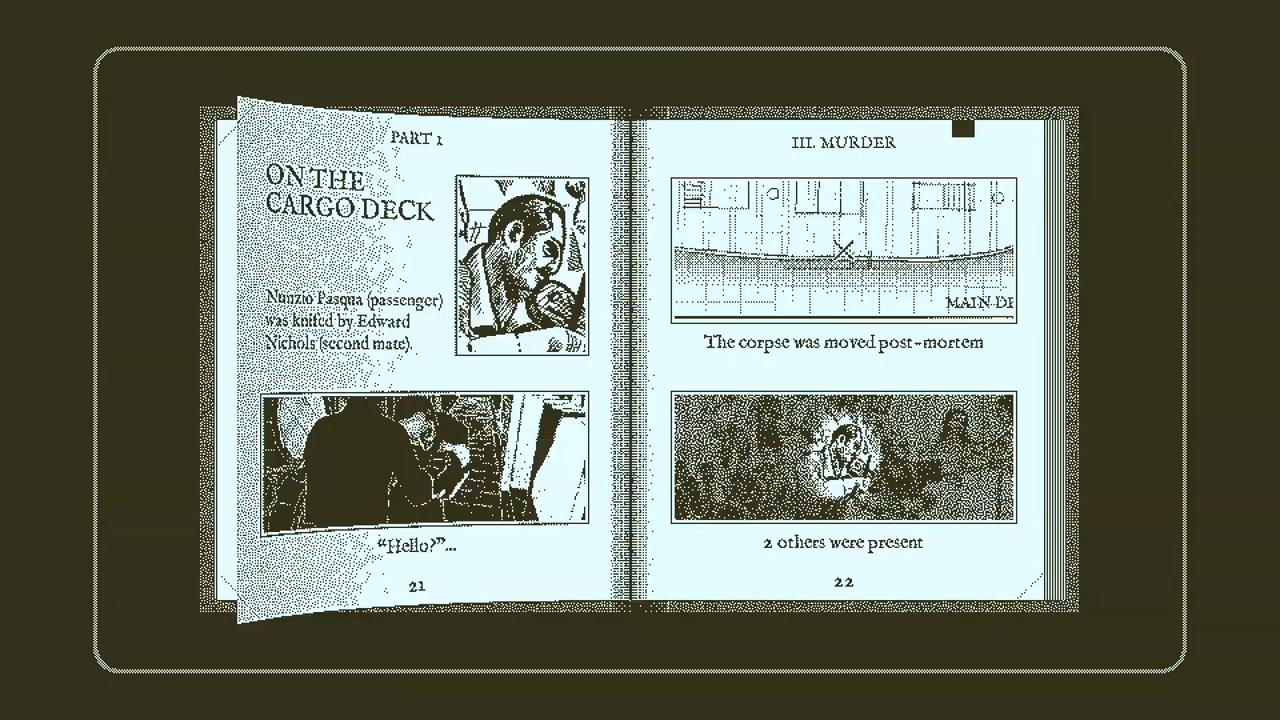 PART 1
ON THE
CARGO DECK
Nunzio Pasqua (passenger)
was knifed by Edward
Nichols (second mate).
"Hello?"...
21
III. MURDER
MAIN DE
The corpse was moved post-mortem
2 others were present
22